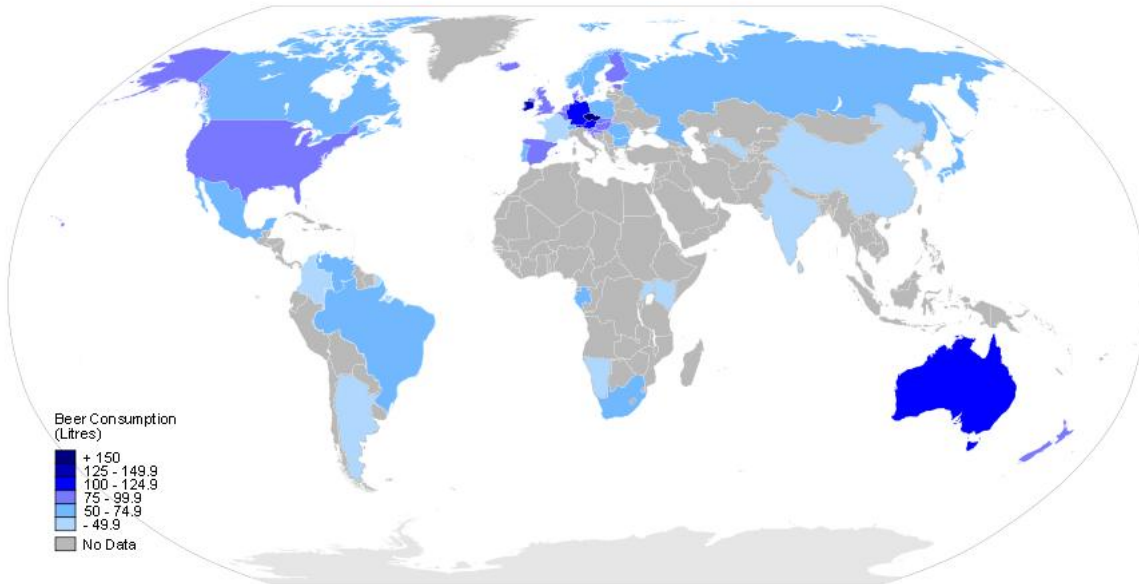 Beer Consumption
(Litres)
+ 150
125 - 149.9
100 - 124.9
75 - 99.9
50 - 74.9
- 49.9
No Data